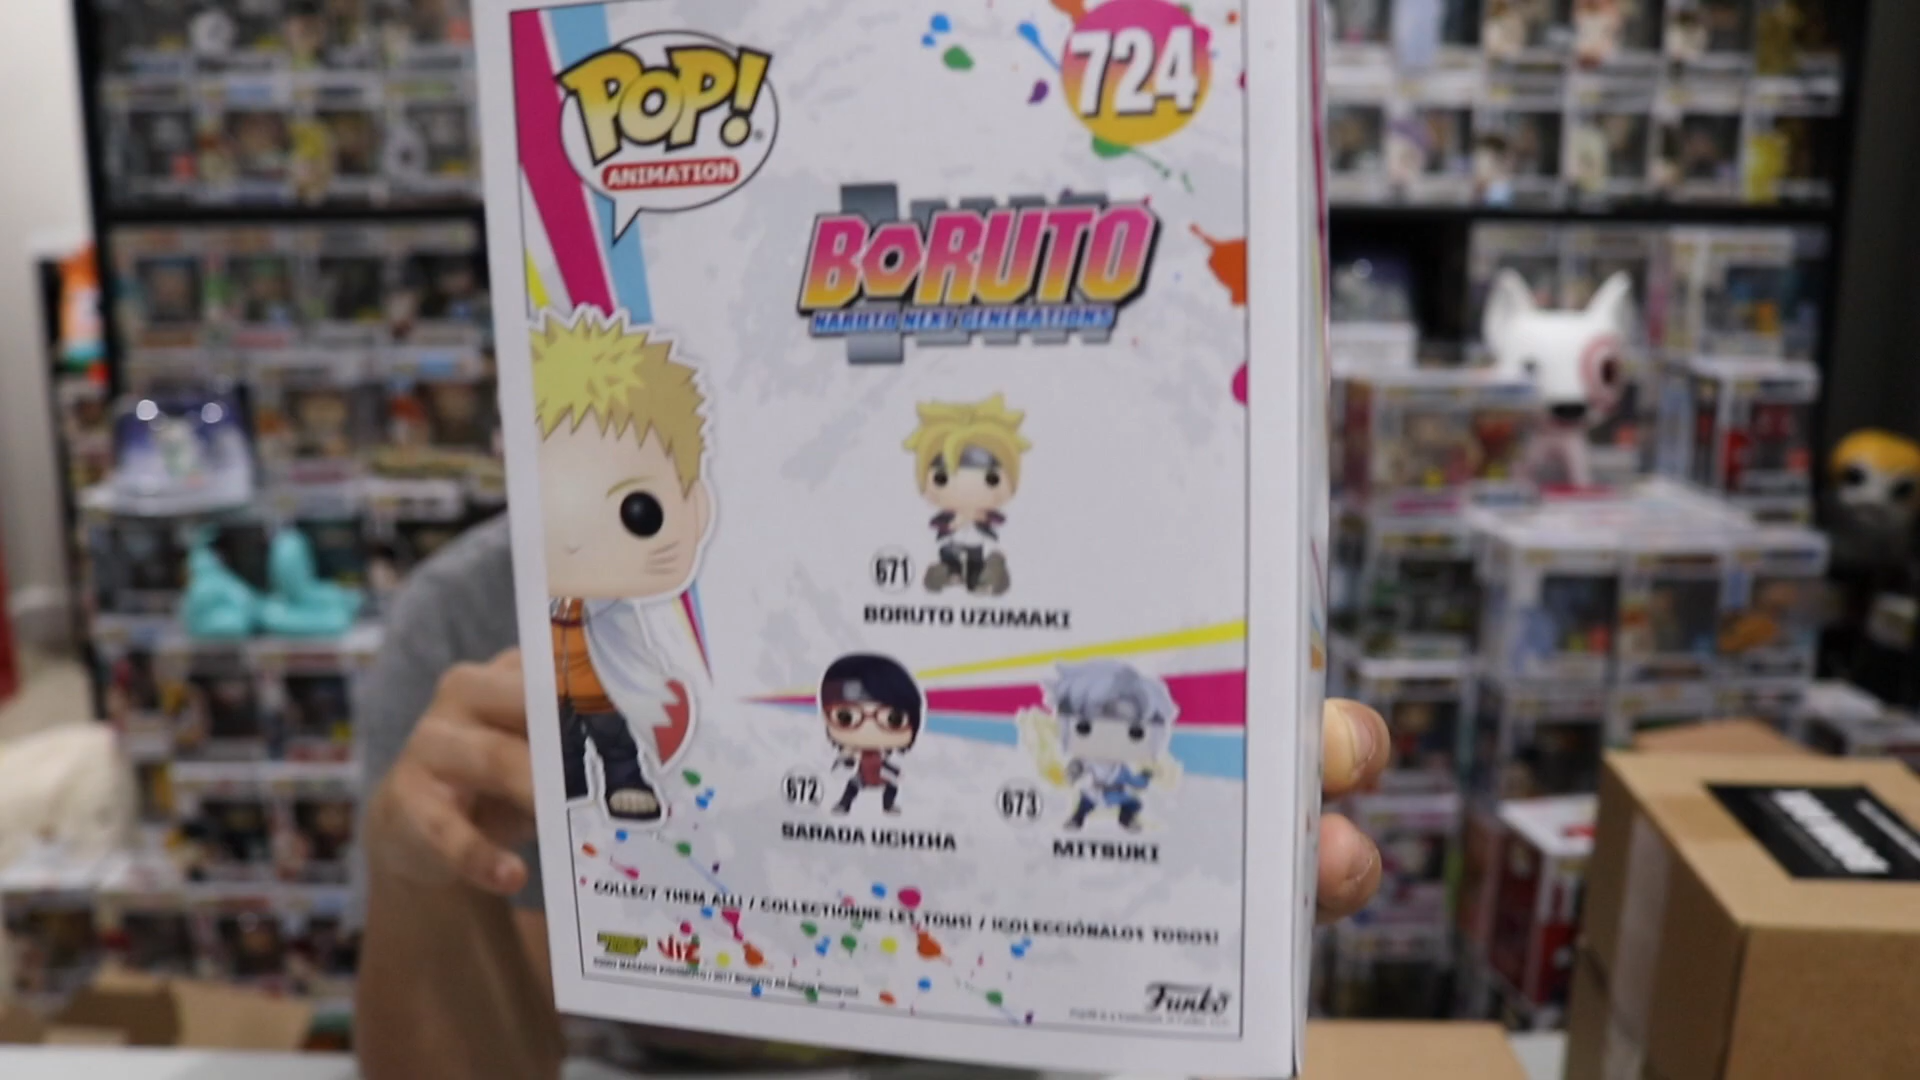 POP!
ANIMATION
724
BORUTO
NARUTO NEXT GENERATIONS
671
BORUTO UZUMAKI
672
SARADA UCHIHA
673
MITSUKI
COLLECT THEM ALL! / COLLECTIONNE-LES TOUS! / ¡COLECCIÓNALOS TODOS!
VIZ
Funko